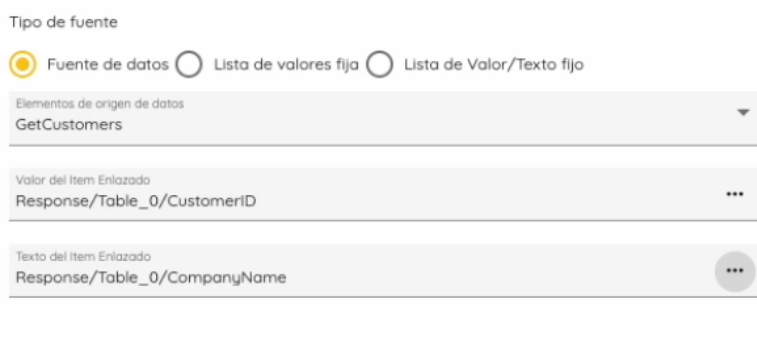 Tipo de fuente
Fuente de datos Lista de valores fija Lista de Valor/Texto fijo
Elementos de origen de datos
GetCustomers
Valor del Item Enlazado
Response/Table_0/CustomerID
Texto del Item Enlazado
Response/Table_0/CompanyName